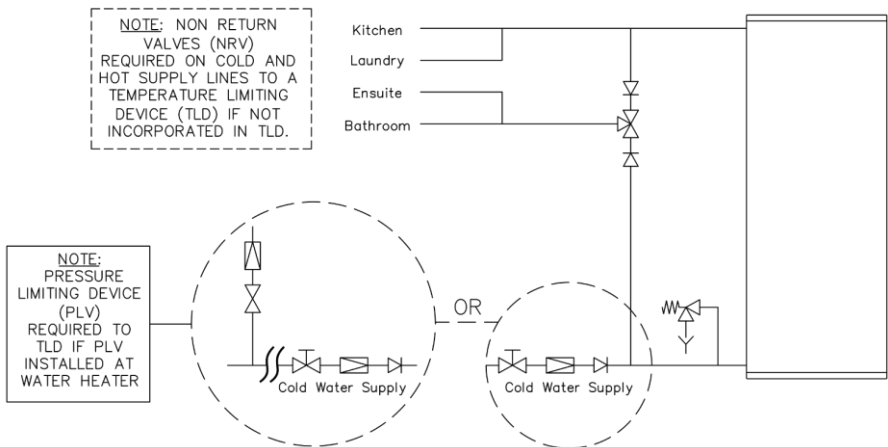 NOTE: NON RETURN
VALVES (NRV)
REQUIRED ON COLD AND
HOT SUPPLY LINES TO A
TEMPERATURE LIMITING
DEVICE (TLD) IF NOT
INCORPORATED IN TLD.
Kitchen
Laundry
Ensuite
Bathroom
NOTE:
PRESSURE
LIMITING DEVICE
(PLV)
REQUIRED TO
TLD IF PLV
INSTALLED AT
WATER HEATER
OR
Cold Water Supply
Cold Water Supply